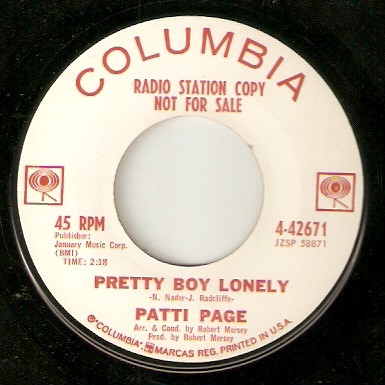 COLUMBIA
RADIO STATION COPY
NOT FOR SALE
45 RPM
Publisher:
January Music Corp.
(BMI)
TIME: 2:18
4-42671
JZSP 58871
PRETTY BOY LONELY
-N. Nader-J. Radcliffe-
PATTI PAGE
Arr. & Cond. by Robert Mersey
Prod. by Robert Mersey
® "COLUMBIA", MARCAS REG. PRINTED IN U.S.A.